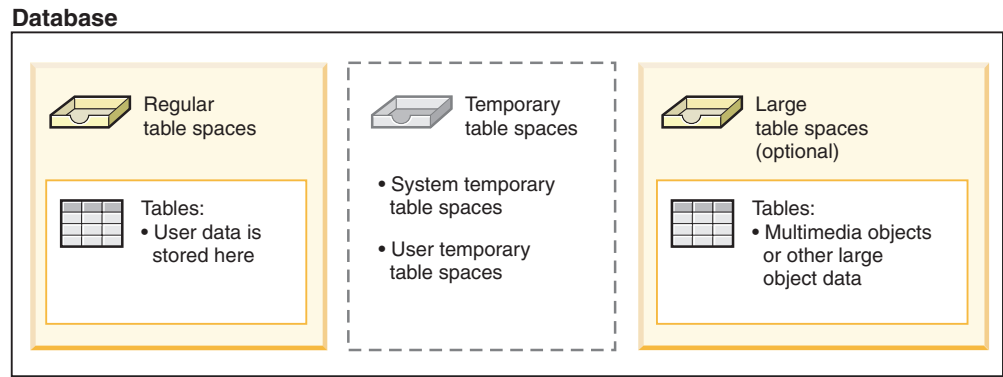 Database
Regular
table spaces
Tables:
• User data is
stored here
Temporary
table spaces
• System temporary
table spaces
• User temporary
table spaces
Large
table spaces
(optional)
Tables:
• Multimedia objects
or other large
object data